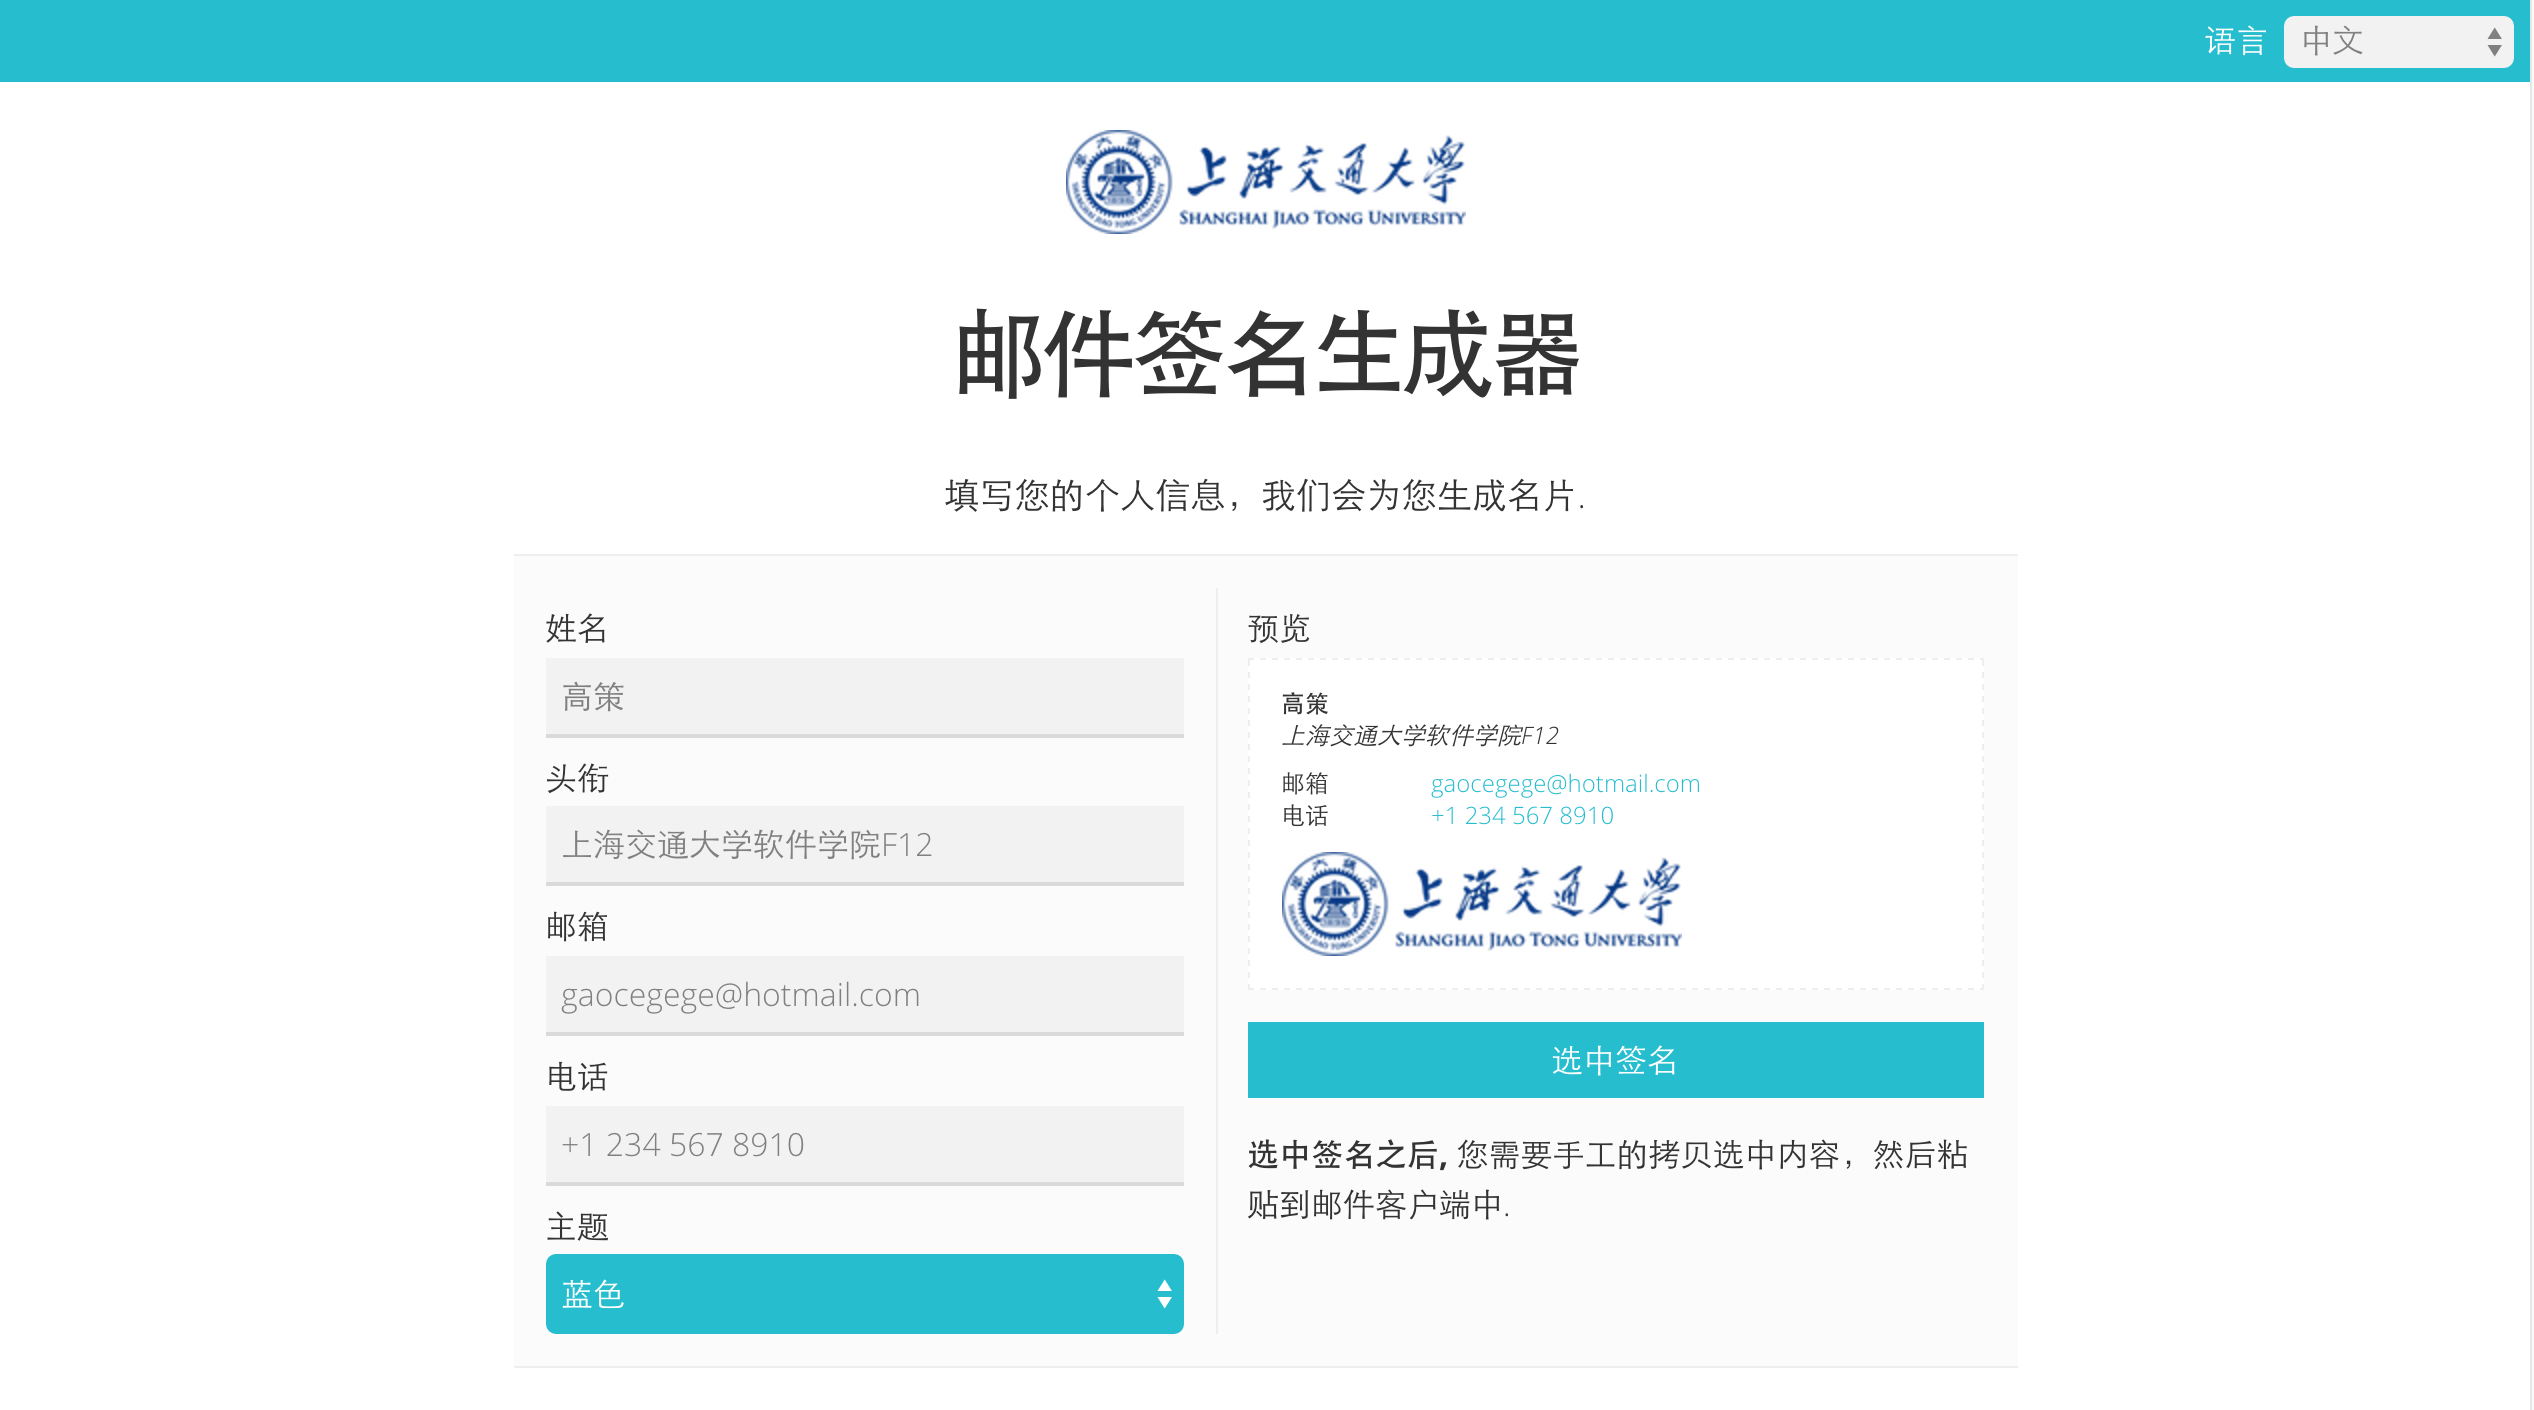 语言 中文
上海交通大学
SHANGHAI JIAO TONG UNIVERSITY
邮件签名生成器
填写您的个人信息，我们会为您生成名片.
姓名
高策
头衔
上海交通大学软件学院F12
邮箱
gaocegege@hotmail.com
电话
+1 234 567 8910
主题
蓝色
预览
高策
上海交通大学软件学院F12
邮箱 gaocegege@hotmail.com
电话 +1 234 567 8910
上海交通大学
SHANGHAI JIAO TONG UNIVERSITY
选中签名
选中签名之后, 您需要手工的拷贝选中内容，然后粘
贴到邮件客户端中.